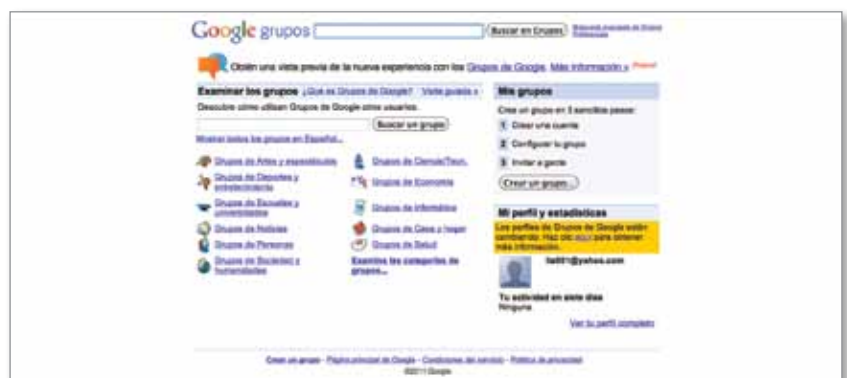 Google grupos
Buscar en Grupos
Búsqueda avanzada de Grupos
Preferencias
Obtén una vista previa de la nueva experiencia con los Grupos de Google. Más información »
Examinar los grupos ¿Qué es Grupos de Google? Visita guiada »
Descubre cómo utilizan Grupos de Google otros usuarios.
Buscar un grupo
Mostrar todos los grupos en Español...
Grupos de Artes y espectáculos
Grupos de Deportes y entretenimiento
Grupos de Escuelas y universidades
Grupos de Noticias
Grupos de Personas
Grupos de Sociedad y humanidades
Grupos de Ciencia/Tecn.
Grupos de Economía
Grupos de Informática
Grupos de Casa y hogar
Grupos de Salud
Examina las categorías de grupos...
Mis grupos
Crea un grupo en 3 sencillos pasos:
1 Crear una cuenta
2 Configurar tu grupo
3 Invitar a gente
Crear un grupo...
Mi perfil y estadísticas
Los perfiles de Grupos de Google están
cambiando. Haz clic aquí para obtener
más información.
Tu actividad en siete días
Ninguna
Ver tu perfil completo
Crear un grupo - Página principal de Google - Condiciones del servicio - Política de privacidad
©2011 Google